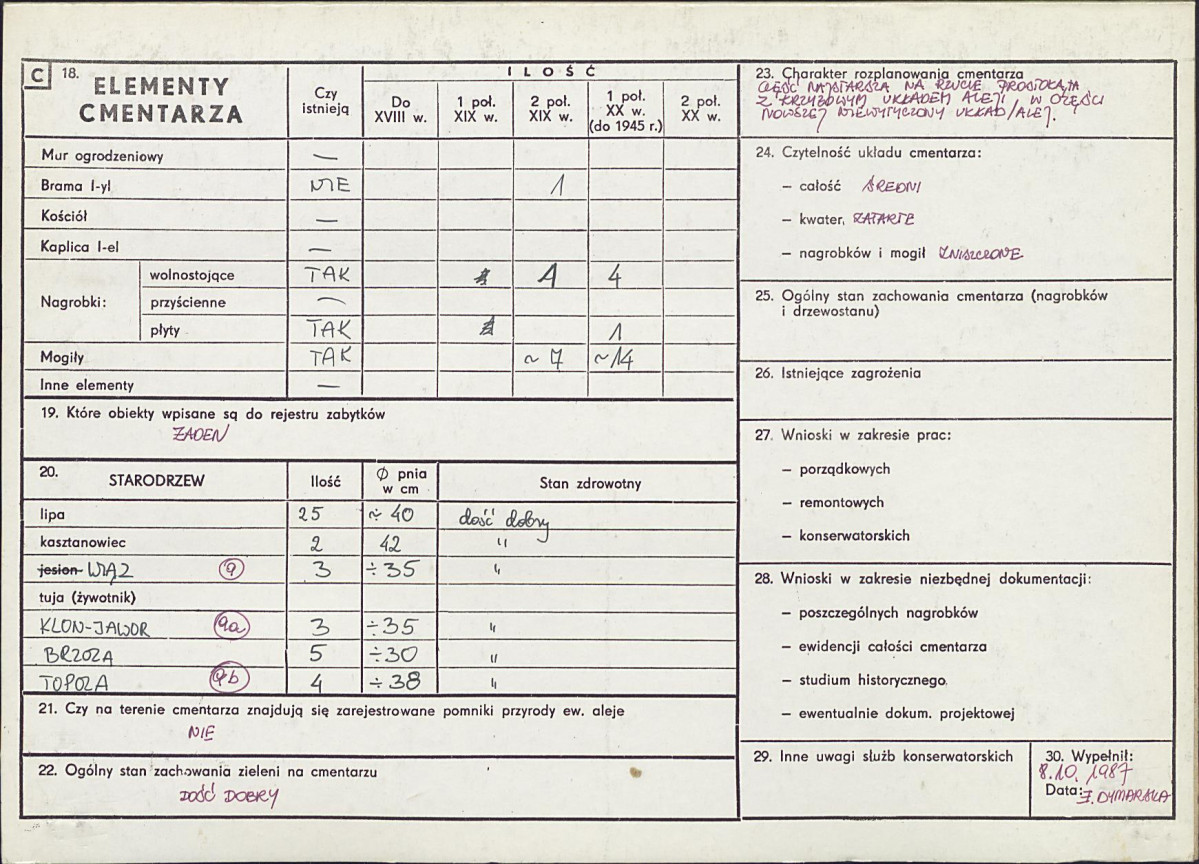 C 18. ELEMENTY CMENTARZA
Czy istnieją
ILOŚĆ
Do XVIII w.
1 poł. XIX w.
2 poł. XIX w.
1 poł. XX w. (do 1945 r.)
2 poł. XX w.
Mur ogrodzeniowy —
Brama I-yl NIE 1
Kościół —
Kaplica I-el —
Nagrobki:
wolnostojące TAK 1 4
przyścienne —
płyty TAK 1
Mogiły TAK ~ 7 ~14
Inne elementy —
19. Które obiekty wpisane są do rejestru zabytków
ŻADEN
20. STARODRZEW
Ilość
Ø pnia w cm
Stan zdrowotny
lipa 25 ~ 40 dość dobry
kasztanowiec 2 42 "
jesion WIĄZ 9 3 ÷35 "
tuja (żywotnik)
KLON-JAWOR 9a 3 ÷35 "
BRZOZA 5 ÷30 "
TOPOLA 9b 4 ÷38 "
21. Czy na terenie cmentarza znajdują się zarejestrowane pomniki przyrody ew. aleje
NIE
22. Ogólny stan zachowania zieleni na cmentarzu
DOŚĆ DOBRY
23. Charakter rozplanowania cmentarza
CZĘŚĆ NAJSTARSZA NA RZUCIE PROSTOKĄTA
Z KRZYŻOWYM UKŁADEM ALEJI W CZĘŚCI
NOWSZEJ NIEWYTYCZONY UKŁAD/ALEJ.
24. Czytelność układu cmentarza:
– całość ŚREDNI
– kwater, ZATARTE
– nagrobków i mogił ZNISZCZONE
25. Ogólny stan zachowania cmentarza (nagrobków
i drzewostanu)
26. Istniejące zagrożenia
27. Wnioski w zakresie prac:
– porządkowych
– remontowych
– konserwatorskich
28. Wnioski w zakresie niezbędnej dokumentacji:
– poszczególnych nagrobków
– ewidencji całości cmentarza
– studium historycznego
– ewentualnie dokum. projektowej
29. Inne uwagi służb konserwatorskich
30. Wypełnił:
8.10.1987
Data: I. DYMARSKA